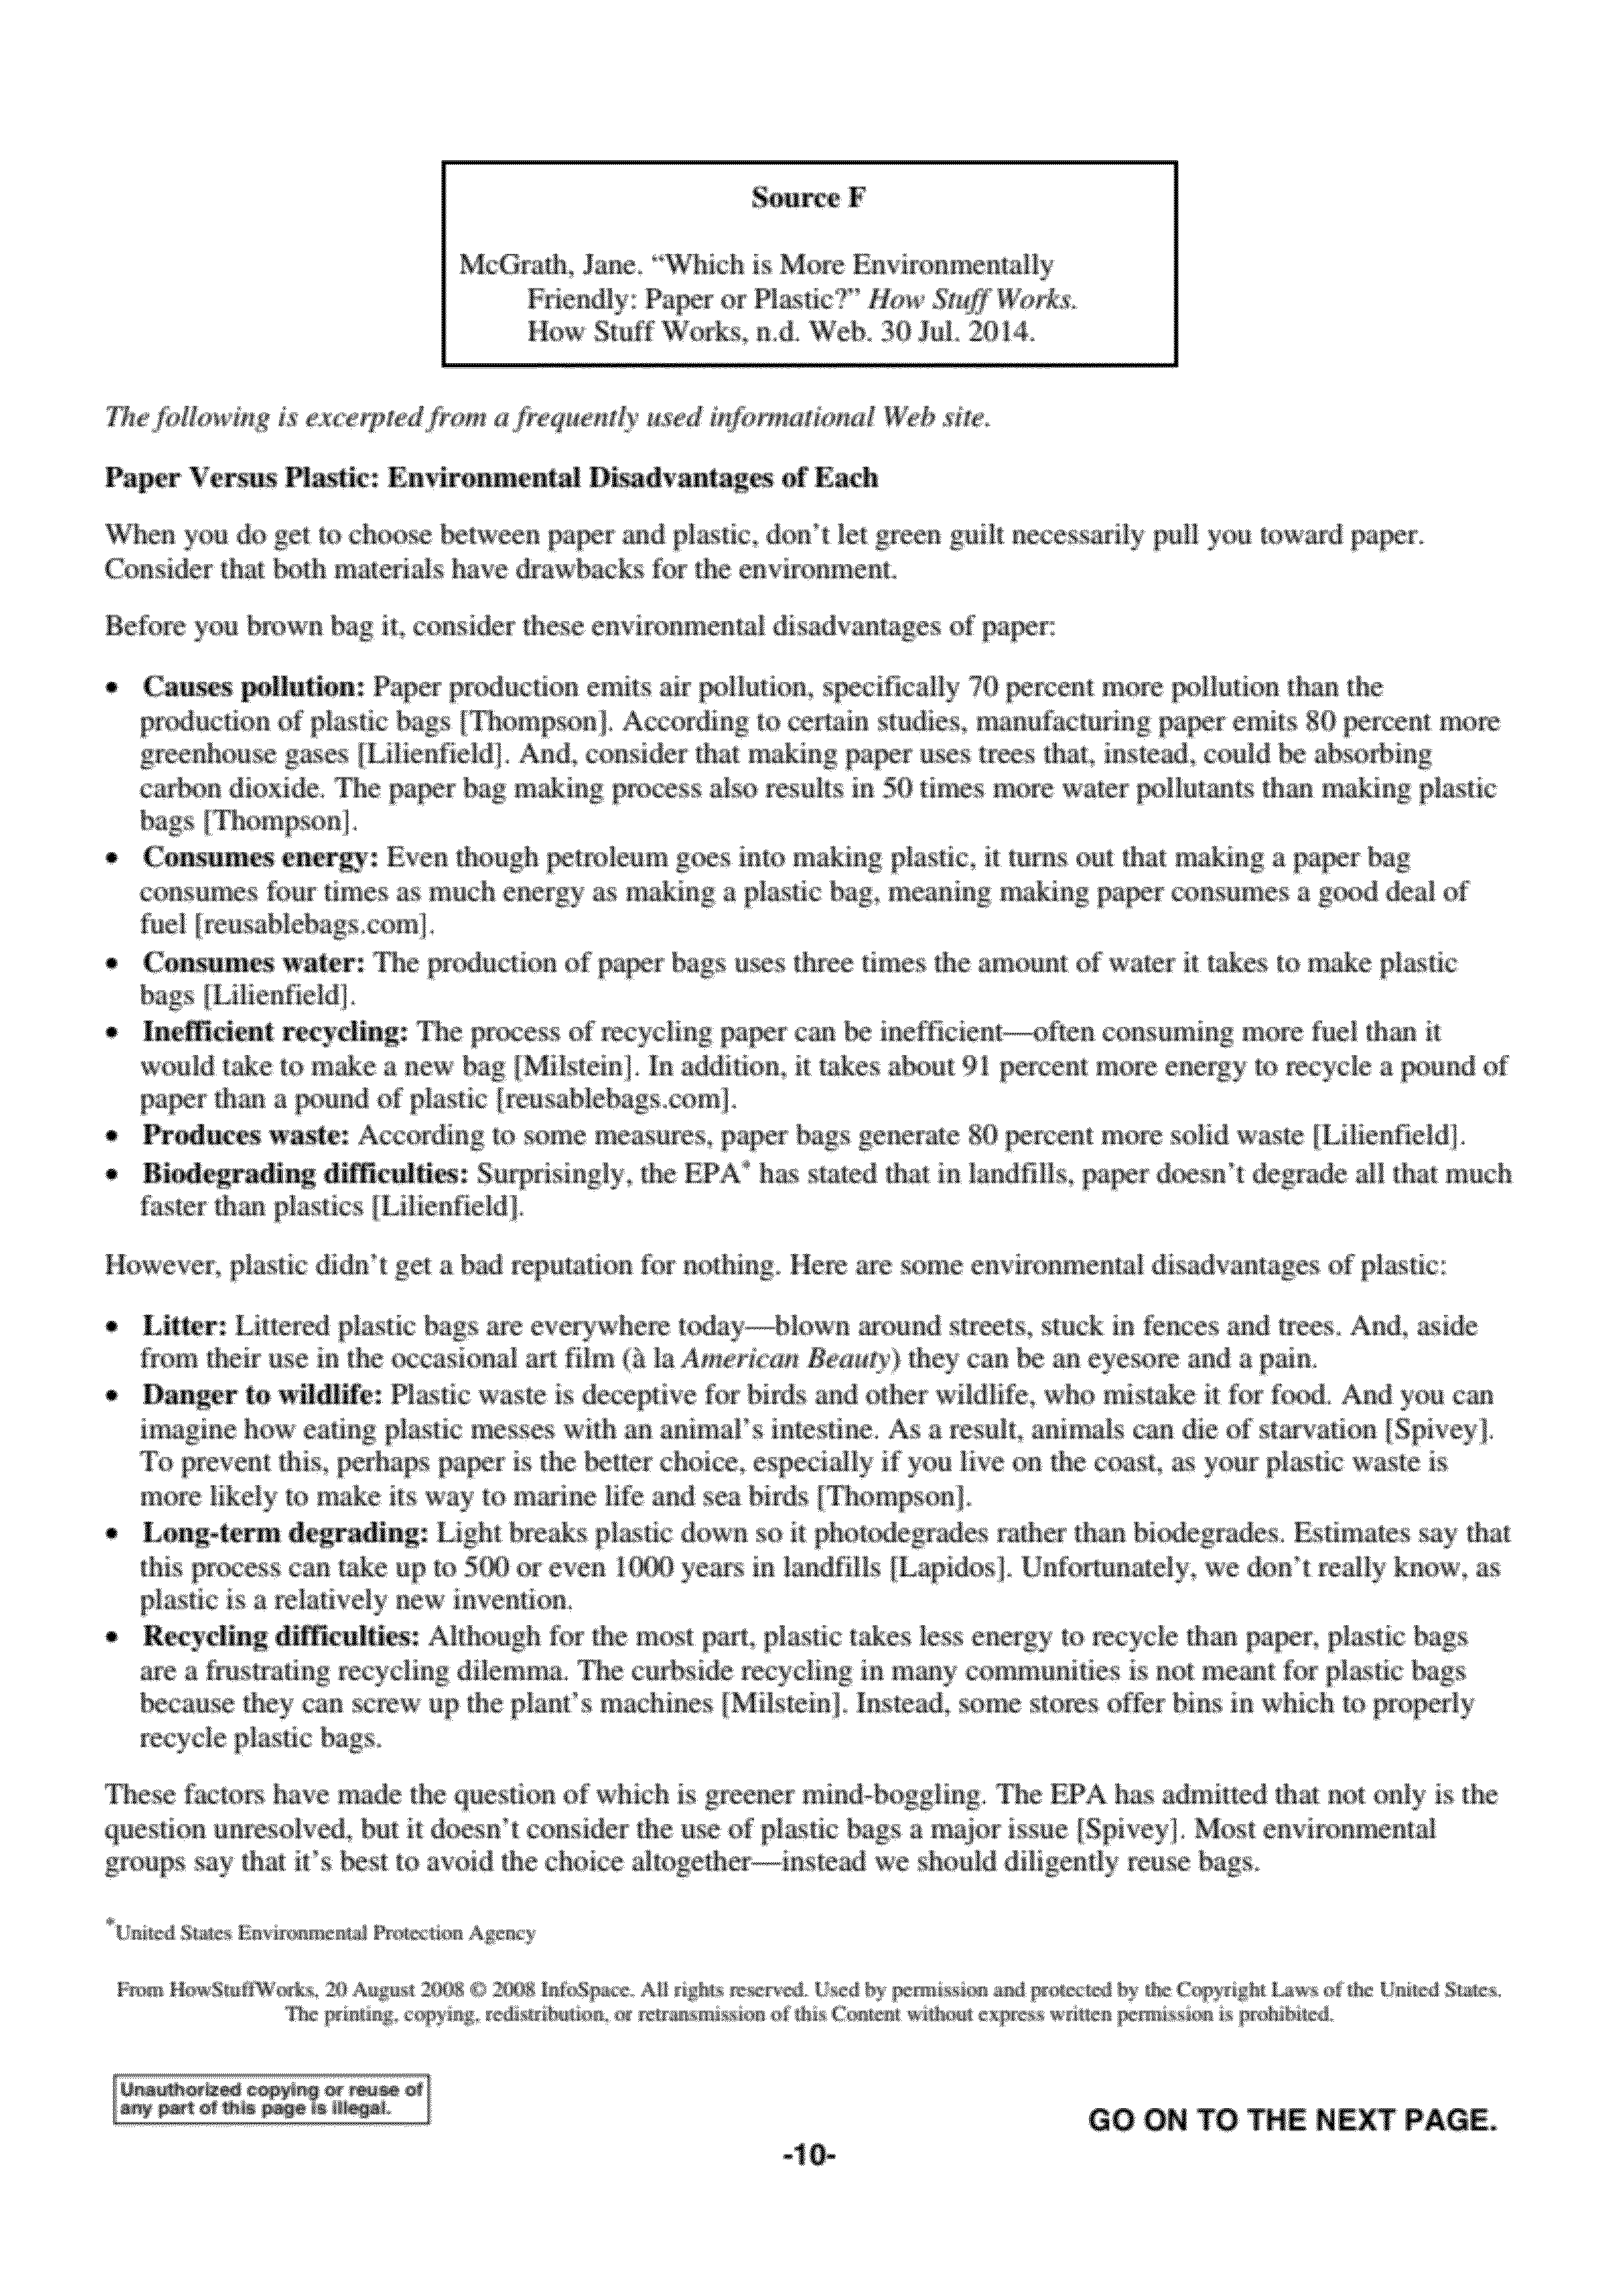 Source F
McGrath, Jane. “Which is More Environmentally
Friendly: Paper or Plastic?” How Stuff Works.
How Stuff Works, n.d. Web. 30 Jul. 2014.
The following is excerpted from a frequently used informational Web site.
Paper Versus Plastic: Environmental Disadvantages of Each
When you do get to choose between paper and plastic, don’t let green guilt necessarily pull you toward paper.
Consider that both materials have drawbacks for the environment.
Before you brown bag it, consider these environmental disadvantages of paper:
• Causes pollution: Paper production emits air pollution, specifically 70 percent more pollution than the
production of plastic bags [Thompson]. According to certain studies, manufacturing paper emits 80 percent more
greenhouse gases [Lilienfield]. And, consider that making paper uses trees that, instead, could be absorbing
carbon dioxide. The paper bag making process also results in 50 times more water pollutants than making plastic
bags [Thompson].
• Consumes energy: Even though petroleum goes into making plastic, it turns out that making a paper bag
consumes four times as much energy as making a plastic bag, meaning making paper consumes a good deal of
fuel [reusablebags.com].
• Consumes water: The production of paper bags uses three times the amount of water it takes to make plastic
bags [Lilienfield].
• Inefficient recycling: The process of recycling paper can be inefficient—often consuming more fuel than it
would take to make a new bag [Milstein]. In addition, it takes about 91 percent more energy to recycle a pound of
paper than a pound of plastic [reusablebags.com].
• Produces waste: According to some measures, paper bags generate 80 percent more solid waste [Lilienfield].
• Biodegrading difficulties: Surprisingly, the EPA* has stated that in landfills, paper doesn’t degrade all that much
faster than plastics [Lilienfield].
However, plastic didn’t get a bad reputation for nothing. Here are some environmental disadvantages of plastic:
• Litter: Littered plastic bags are everywhere today—blown around streets, stuck in fences and trees. And, aside
from their use in the occasional art film (à la American Beauty) they can be an eyesore and a pain.
• Danger to wildlife: Plastic waste is deceptive for birds and other wildlife, who mistake it for food. And you can
imagine how eating plastic messes with an animal’s intestine. As a result, animals can die of starvation [Spivey].
To prevent this, perhaps paper is the better choice, especially if you live on the coast, as your plastic waste is
more likely to make its way to marine life and sea birds [Thompson].
• Long-term degrading: Light breaks plastic down so it photodegrades rather than biodegrades. Estimates say that
this process can take up to 500 or even 1000 years in landfills [Lapidos]. Unfortunately, we don’t really know, as
plastic is a relatively new invention.
• Recycling difficulties: Although for the most part, plastic takes less energy to recycle than paper, plastic bags
are a frustrating recycling dilemma. The curbside recycling in many communities is not meant for plastic bags
because they can screw up the plant’s machines [Milstein]. Instead, some stores offer bins in which to properly
recycle plastic bags.
These factors have made the question of which is greener mind-boggling. The EPA has admitted that not only is the
question unresolved, but it doesn’t consider the use of plastic bags a major issue [Spivey]. Most environmental
groups say that it’s best to avoid the choice altogether—instead we should diligently reuse bags.
*United States Environmental Protection Agency
From HowStuffWorks, 20 August 2008 © 2008 InfoSpace. All rights reserved. Used by permission and protected by the Copyright Laws of the United States.
The printing, copying, redistribution, or retransmission of this Content without express written permission is prohibited.
Unauthorized copying or reuse of
any part of this page is illegal.
GO ON TO THE NEXT PAGE.
-10-